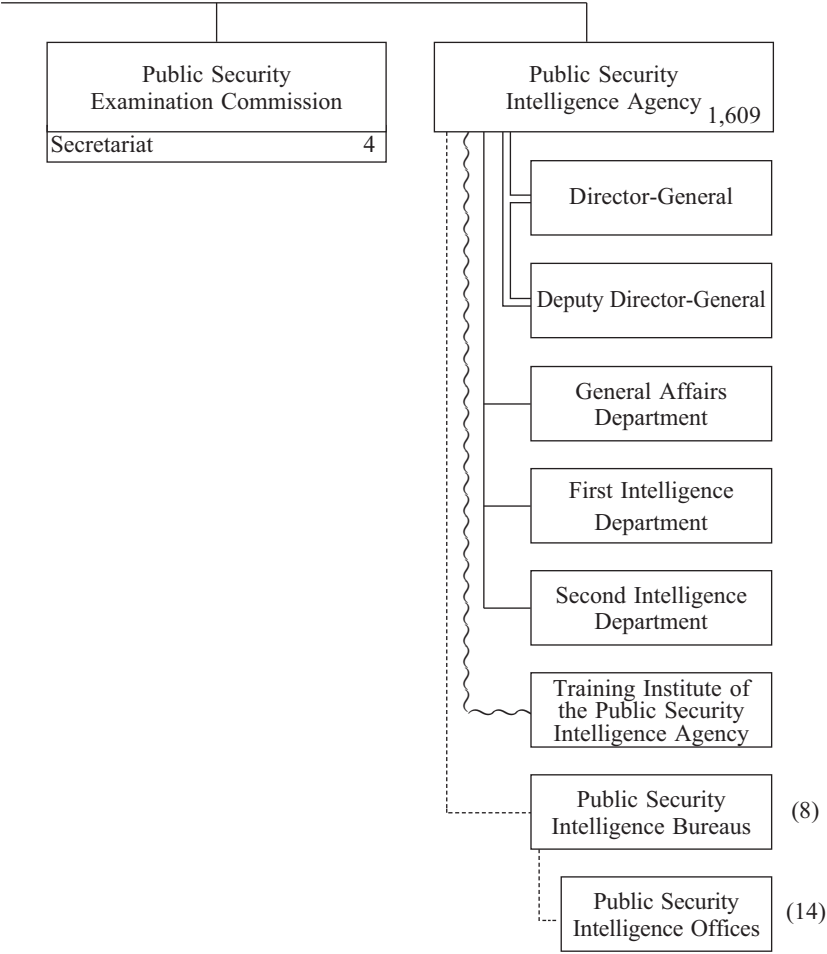 Public Security
Examination Commission
Secretariat 4
Public Security
Intelligence Agency 1,609
Director-General
Deputy Director-General
General Affairs
Department
First Intelligence
Department
Second Intelligence
Department
Training Institute of
the Public Security
Intelligence Agency
Public Security
Intelligence Bureaus
(8)
Public Security
Intelligence Offices
(14)